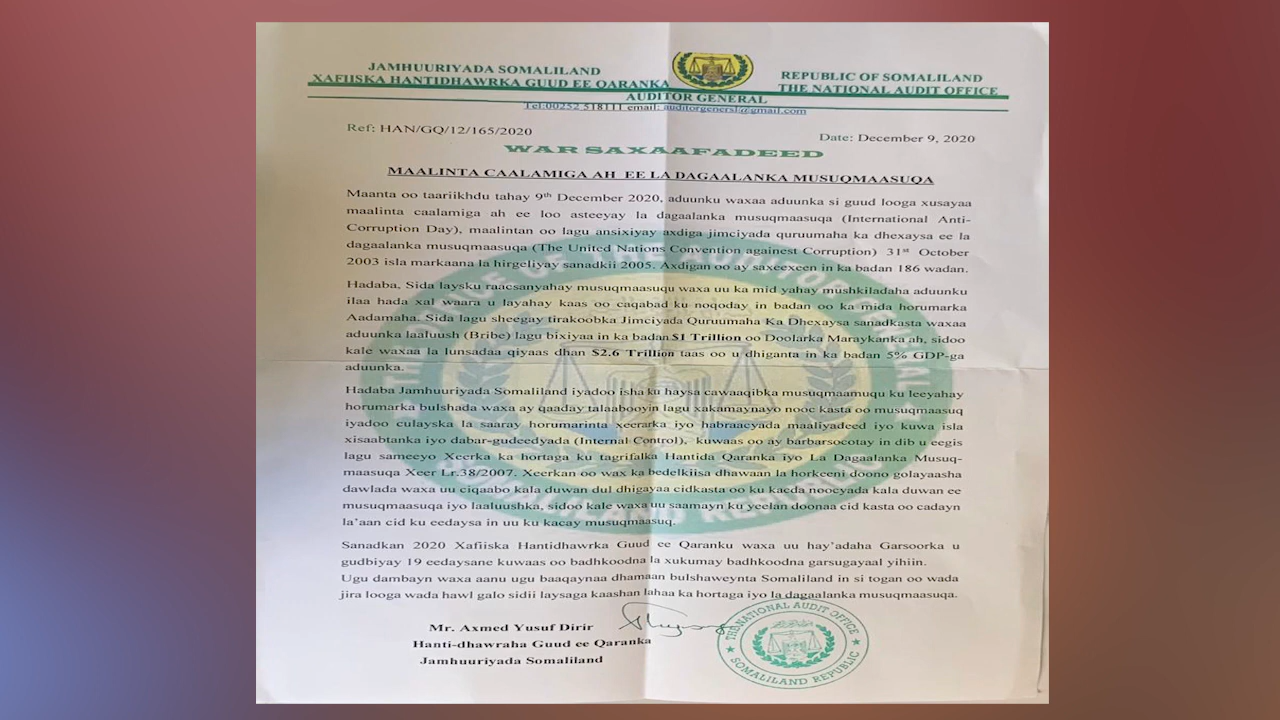 JAMHUURIYADA SOMALILAND
XAFIISKA HANTIDHAWRKA GUUD EE QARANKA
REPUBLIC OF SOMALILAND
THE NATIONAL AUDIT OFFICE
AUDITOR GENERAL
Tel:00252 518111 email: auditorgenersl@gmail.com
Ref: HAN/GQ/12/165/2020
Date: December 9, 2020
WAR SAXAAFADEED
MAALINTA CAALAMIGA AH EE LA DAGAALANKA MUSUQMAASUQA
Maanta oo taariikhdu tahay 9th December 2020, aduunku waxaa aduunka si guud looga xusayaa
maalinta caalamiga ah ee loo asteeyay la dagaalanka musuqmaasuqa (International Anti-
Corruption Day), maalintan oo lagu ansixiyay axdiga jimciyada quruumaha ka dhexaysa ee la
dagaalanka musuqmaasuqa (The United Nations Convention againest Corruption) 31st October
2003 isla markaana la hirgeliyay sanadkii 2005. Axdigan oo ay saxeexcen in ka badan 186 wadan.
Hadaba, Sida laysku raacsanyahay musuqmaasuqu waxa uu ka mid yahay mushkiladaha aduunku
ilaa hada xal waara u layahay kaas oo caqabad ku noqoday in badan oo ka mida horumarka
Aadamaha. Sida lagu sheegay tirakoobka Jimciyada Quruumaha Ka Dhexaysa sanadkasta waxaa
aduunka laaluush (Bribe) lagu bixiyaa in ka badan $1 Trillion oo Doolarka Maraykanka ah, sidoo
kale waxaa la lunsadaa qiyaas dhan $2.6 Trillion taas oo u dhiganta in ka badan 5% GDP-ga
aduunka.
Hadaba Jamhuuriyada Somaliland iyadoo isha ku haysa cawaaqibka musuqmaamuqu ku leeyahay
horumarka bulshada waxa ay qaaday talaabooyin lagu xakamaynayo nooc kasta oo musuqmaasuq
iyadoo culayska la saaray horumarinta xeerarka iyo habraacyada maaliyadeed iyo kuwa isla
xisaabtanka iyo dabar-gudeedyada (Internal Control), kuwaas oo ay barbarsocotay in dib u eegis
lagu sameeyo Xeerka ka hortaga ku tagrifalka Hantida Qaranka iyo La Dagaalanka Musuq-
maasuqa Xeer Lr.38/2007. Xeerkan oo wax ka bedelkiisa dhawaan la horkeeni doono golayaasha
dawlada waxa uu ciqaabo kala duwan dul dhigayaa cidkasta oo ku kacda noocyada kala duwan ee
musuqmaasuqa iyo laaluushka, sidoo kale waxa uu saamayn ku yeelan doonaa cid kasta oo cadayn
la'aan cid ku eedaysa in uu ku kacay musuqmaasuq.
Sanadkan 2020 Xafiiska Hantidhawrka Guud ee Qaranku waxa uu hay'adaha Garsoorka u
gudbiyay 19 eedaysane kuwaas oo badhkoodna la xukumay badhkoodna garsugayaal yihiin.
Ugu dambayn waxa aanu ugu baaqaynaa dhamaan bulshaweynta Somaliland in si togan oo wada
jira looga wada hawl galo sidii laysaga kaashan lahaa ka hortaga iyo la dagaalanka musuqmaasuqa.
Mr. Axmed Yusuf Dirir
Hanti-dhawraha Guud ee Qaranka
Jamhuuriyada Somaliland
THE NATIONAL AUDIT OFFICE
SOMALILAND REPUBLIC